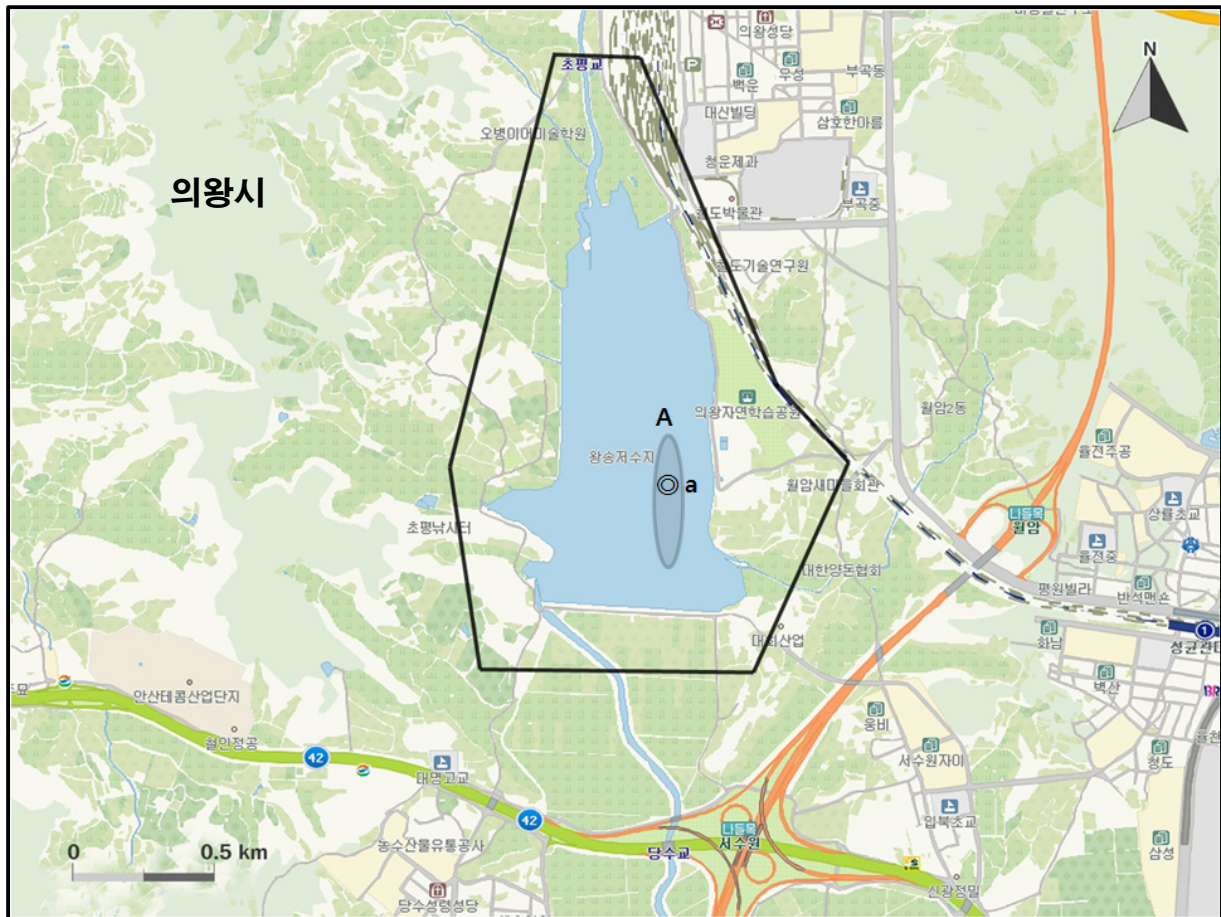 의왕성당
N
초평교
P
백운
우성
부곡동
대신빌딩
삼호한아름
오병이어미술학원
청운제과
의왕시
부곡중
철도기술연구원
의왕자연학습공원
월암2동
A
율전주공
왕송저수지
a
월암새마을회관
상률초교
초평낚시터
나들목
월암
율전중
대한양돈협회
평원빌라
반석맨숀
1
화남
대희산업
성균관대
벽산
안산테콤산업단지
웅비
철인정공
42
서수원자이
청도
대명고교
42
입북초교
나들목
서수원
0
0.5 km
농수산물유통공사
당수교
삼성
신광정밀
당수성령성당